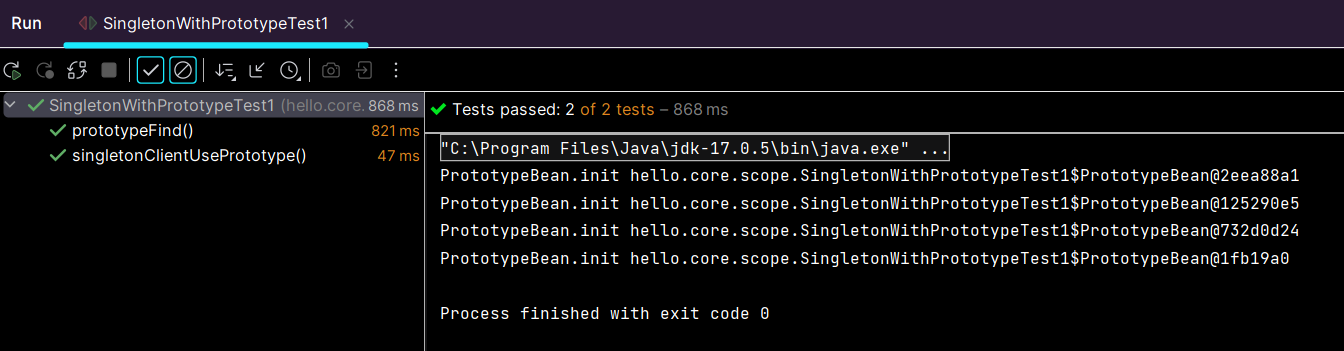 Run SingletonWithPrototypeTest1
SingletonWithPrototypeTest1 (hello.core. 868 ms
prototypeFind() 821 ms
singletonClientUsePrototype() 47 ms
Tests passed: 2 of 2 tests – 868 ms
"C:\Program Files\Java\jdk-17.0.5\bin\java.exe" ...
PrototypeBean.init hello.core.scope.SingletonWithPrototypeTest1$PrototypeBean@2eea88a1
PrototypeBean.init hello.core.scope.SingletonWithPrototypeTest1$PrototypeBean@125290e5
PrototypeBean.init hello.core.scope.SingletonWithPrototypeTest1$PrototypeBean@732d0d24
PrototypeBean.init hello.core.scope.SingletonWithPrototypeTest1$PrototypeBean@1fb19a0
Process finished with exit code 0